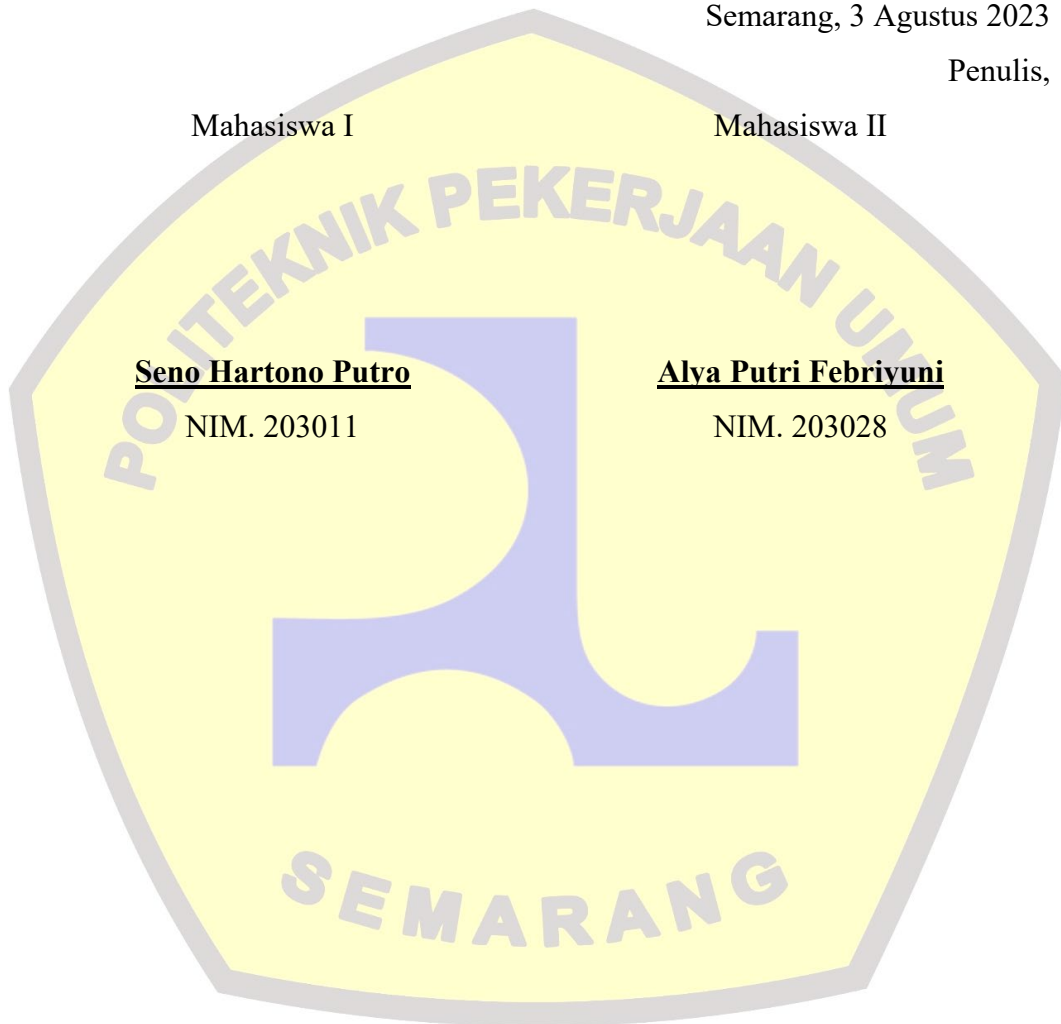 Semarang, 3 Agustus 2023
Penulis,
Mahasiswa I Mahasiswa II
POLITEKNIK PEKERJAAN UMUM
Seno Hartono Putro Alya Putri Febriyuni
NIM. 203011 NIM. 203028
SEMARANG